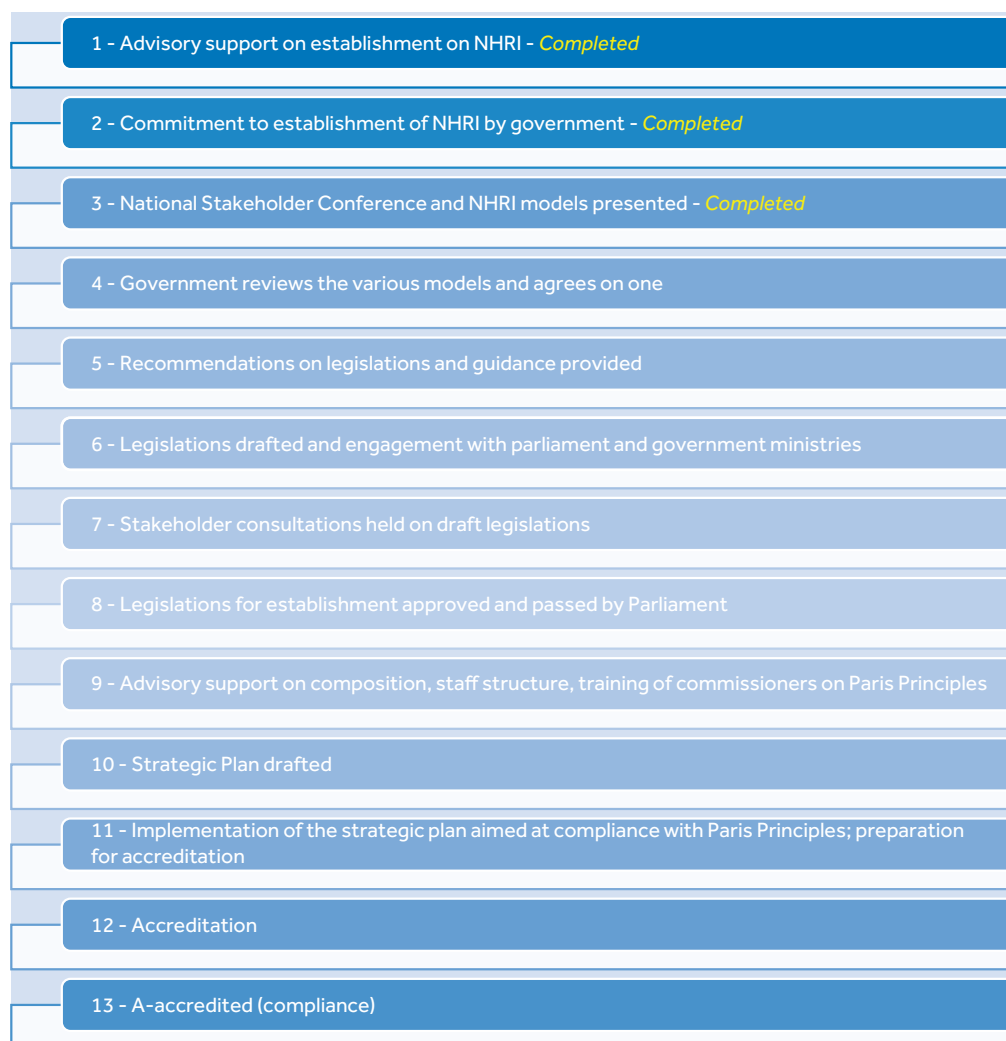 1 - Advisory support on establishment on NHRI - Completed
2 - Commitment to establishment of NHRI by government - Completed
3 - National Stakeholder Conference and NHRI models presented - Completed
4 - Government reviews the various models and agrees on one
5 - Recommendations on legislations and guidance provided
6 - Legislations drafted and engagement with parliament and government ministries
7 - Stakeholder consultations held on draft legislations
8 - Legislations for establishment approved and passed by Parliament
9 - Advisory support on composition, staff structure, training of commissioners on Paris Principles
10 - Strategic Plan drafted
11 - Implementation of the strategic plan aimed at compliance with Paris Principles; preparation
for accreditation
12 - Accreditation
13 - A-accredited (compliance)